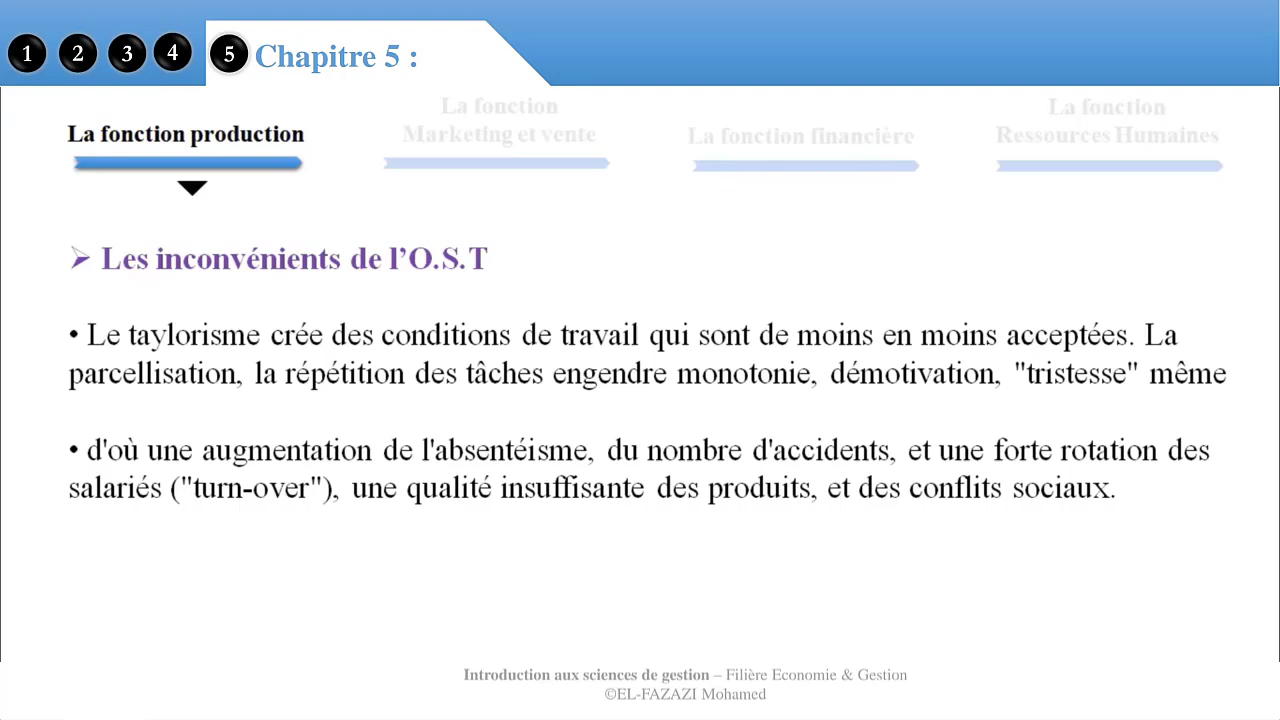 1 2 3 4 5 Chapitre 5 :
La fonction production
La fonction
Marketing et vente
La fonction financière
La fonction
Ressources Humaines
➢ Les inconvénients de l’O.S.T
• Le taylorisme crée des conditions de travail qui sont de moins en moins acceptées. La
parcellisation, la répétition des tâches engendre monotonie, démotivation, "tristesse" même
• d'où une augmentation de l'absentéisme, du nombre d'accidents, et une forte rotation des
salariés ("turn-over"), une qualité insuffisante des produits, et des conflits sociaux.
Introduction aux sciences de gestion – Filière Economie & Gestion
©EL-FAZAZI Mohamed